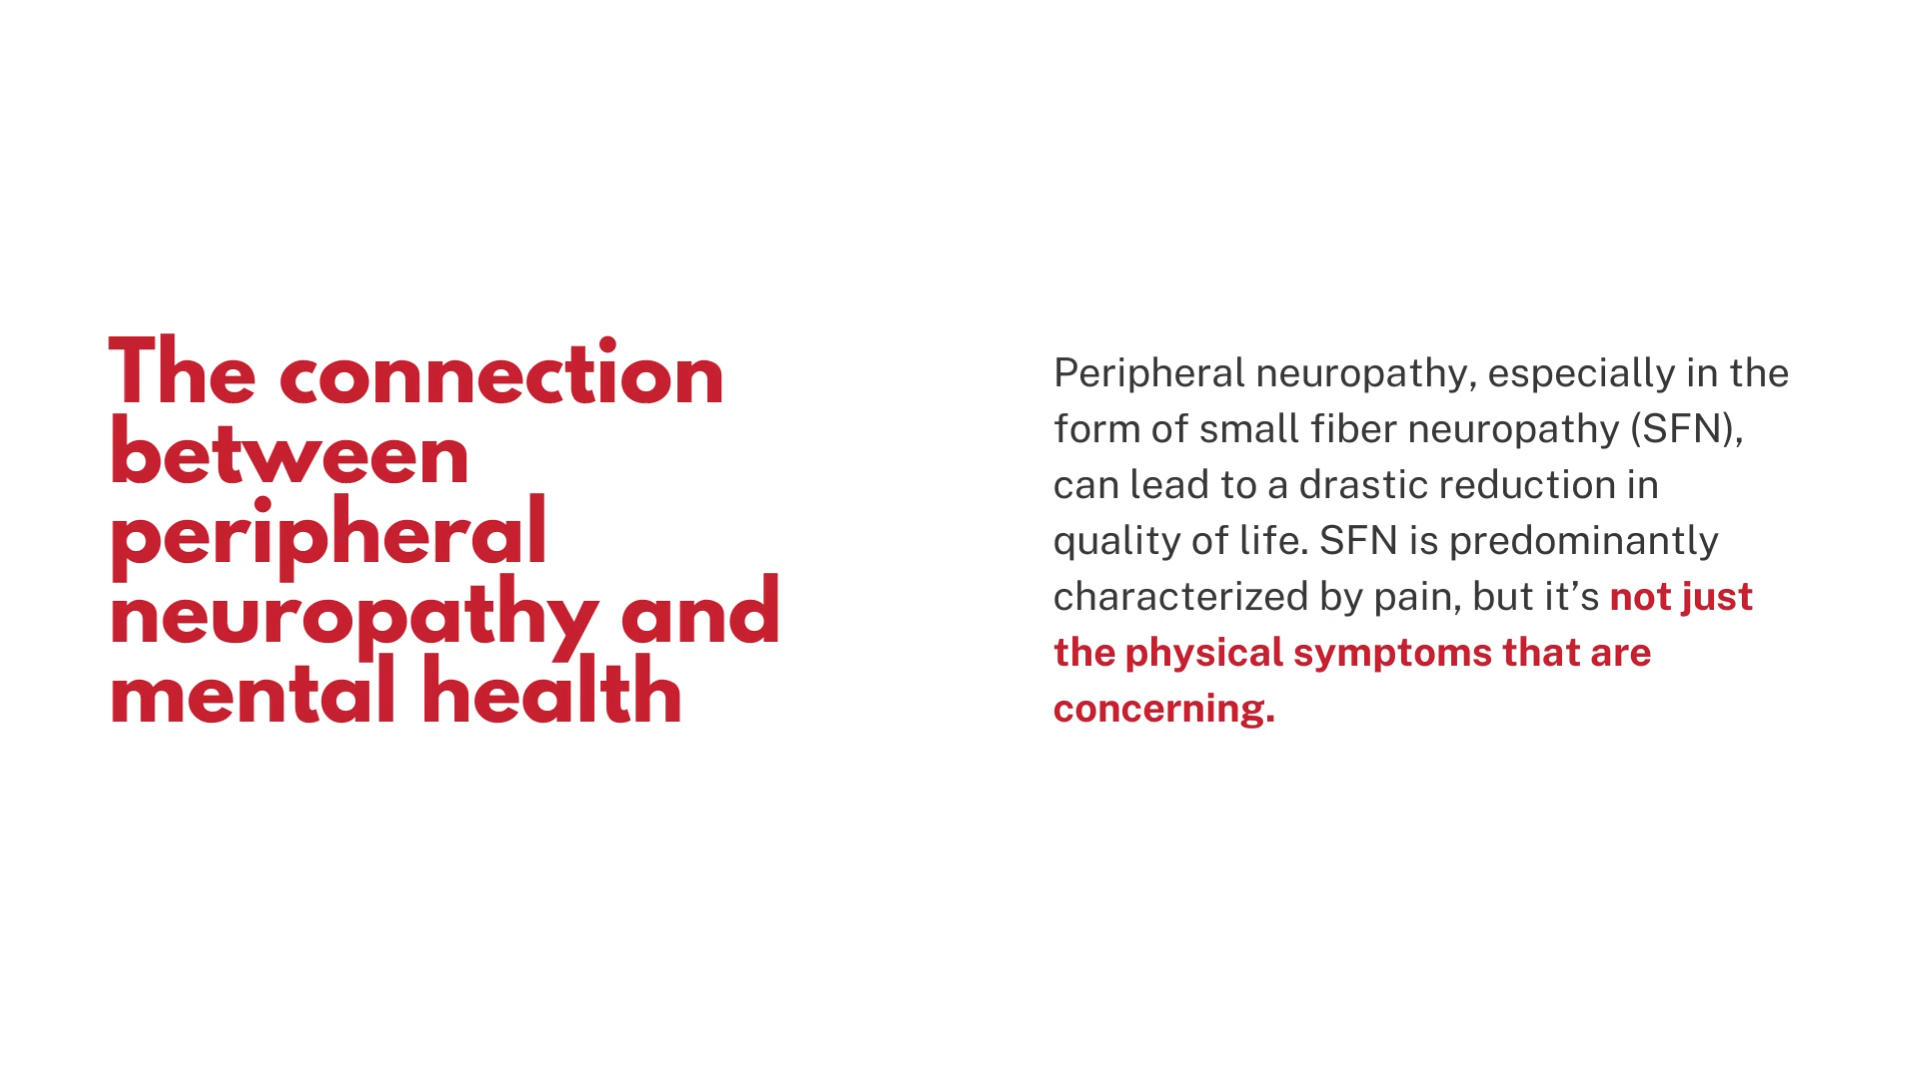 The connection
between
peripheral
neuropathy and
mental health
Peripheral neuropathy, especially in the
form of small fiber neuropathy (SFN),
can lead to a drastic reduction in
quality of life. SFN is predominantly
characterized by pain, but it’s not just
the physical symptoms that are
concerning.